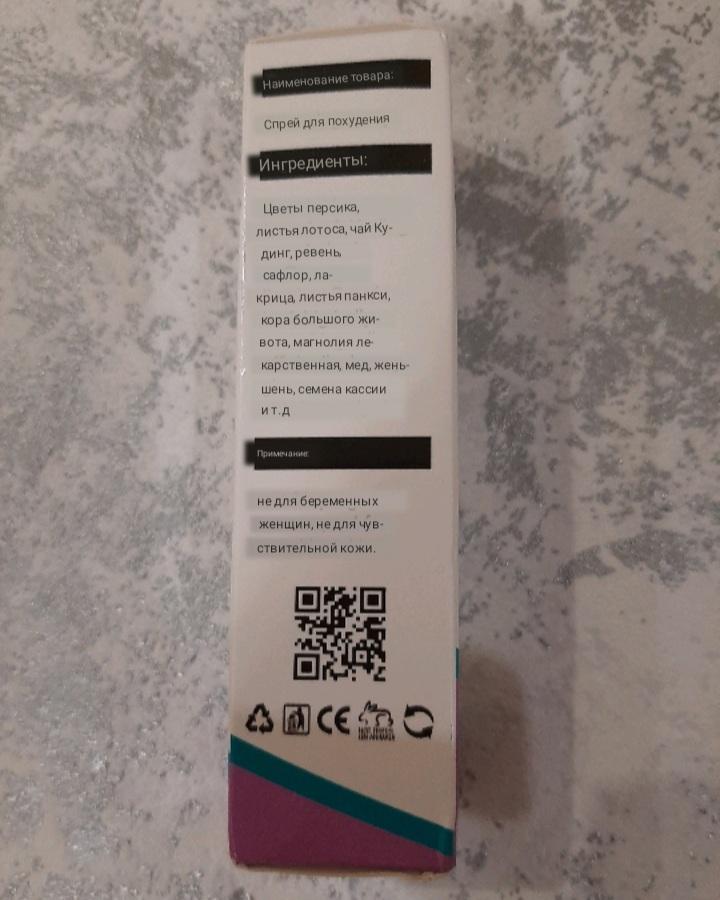 Наименование товара:
Спрей для похудения
Ингредиенты:
Цветы персика,
листья лотоса, чай Ку-
динг, ревень,
сафлор, ла-
крица, листья панкси,
кора большого жи-
вота, магнолия ле-
карственная, мед, жень-
шень, семена кассии
и т.д
Примечание:
не для беременных
женщин, не для чув-
ствительной кожи.
CE